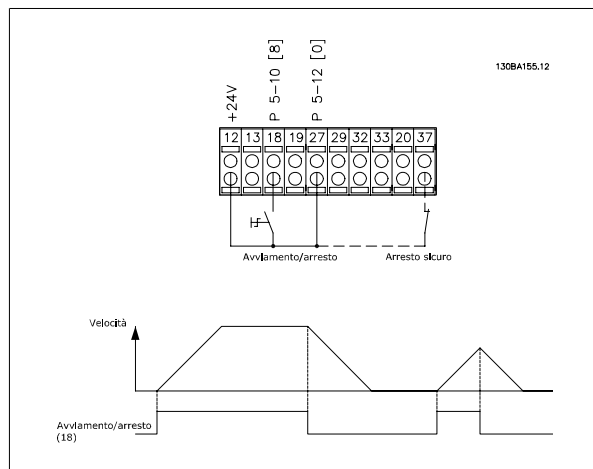 130BA155.12
+24V
P 5-10 [8]
P 5-12 [0]
12 13 18 19 27 29 32 33 20 37
Avviamento/arresto
Arresto sicuro
Velocità
Avviamento/arresto
(18)